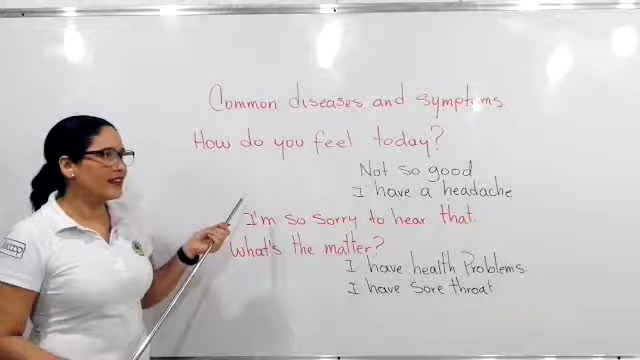 Common diseases and symptoms
How do you feel today?
Not so good
I have a headache
I'm so sorry to hear that.
What's the matter?
I have health Problems.
I have sore throat